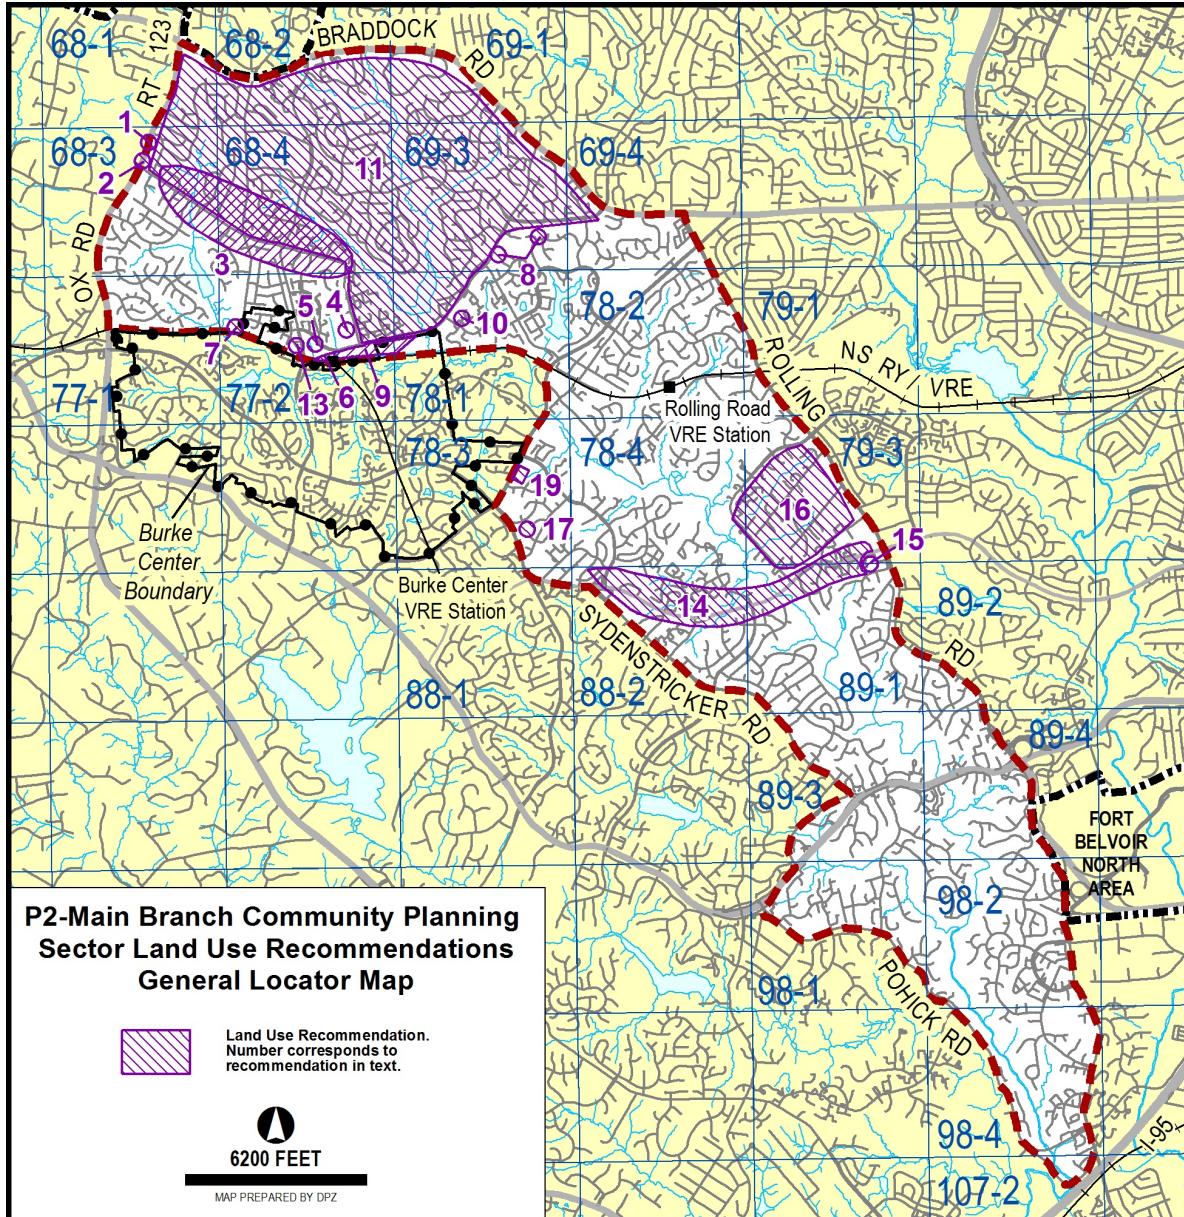 68-1
RT 123
68-2
BRADDOCK RD
69-1
1
68-3
2
68-4
11
69-3
69-4
OX RD
3
8
5
4
10
78-2
79-1
7
ROLLING RD
NS RY / VRE
77-1
77-2
13
6
9
78-1
Rolling Road
VRE Station
78-3
78-4
79-3
19
16
17
15
Burke
Center
Boundary
Burke Center
VRE Station
14
89-2
SYDENSTRICKER RD
88-1
88-2
89-1
89-4
89-3
FORT
BELVOIR
NORTH
AREA
98-2
98-1
POHICK RD
98-4
I-95
107-2
P2-Main Branch Community Planning
Sector Land Use Recommendations
General Locator Map
Land Use Recommendation.
Number corresponds to
recommendation in text.
6200 FEET
MAP PREPARED BY DPZ